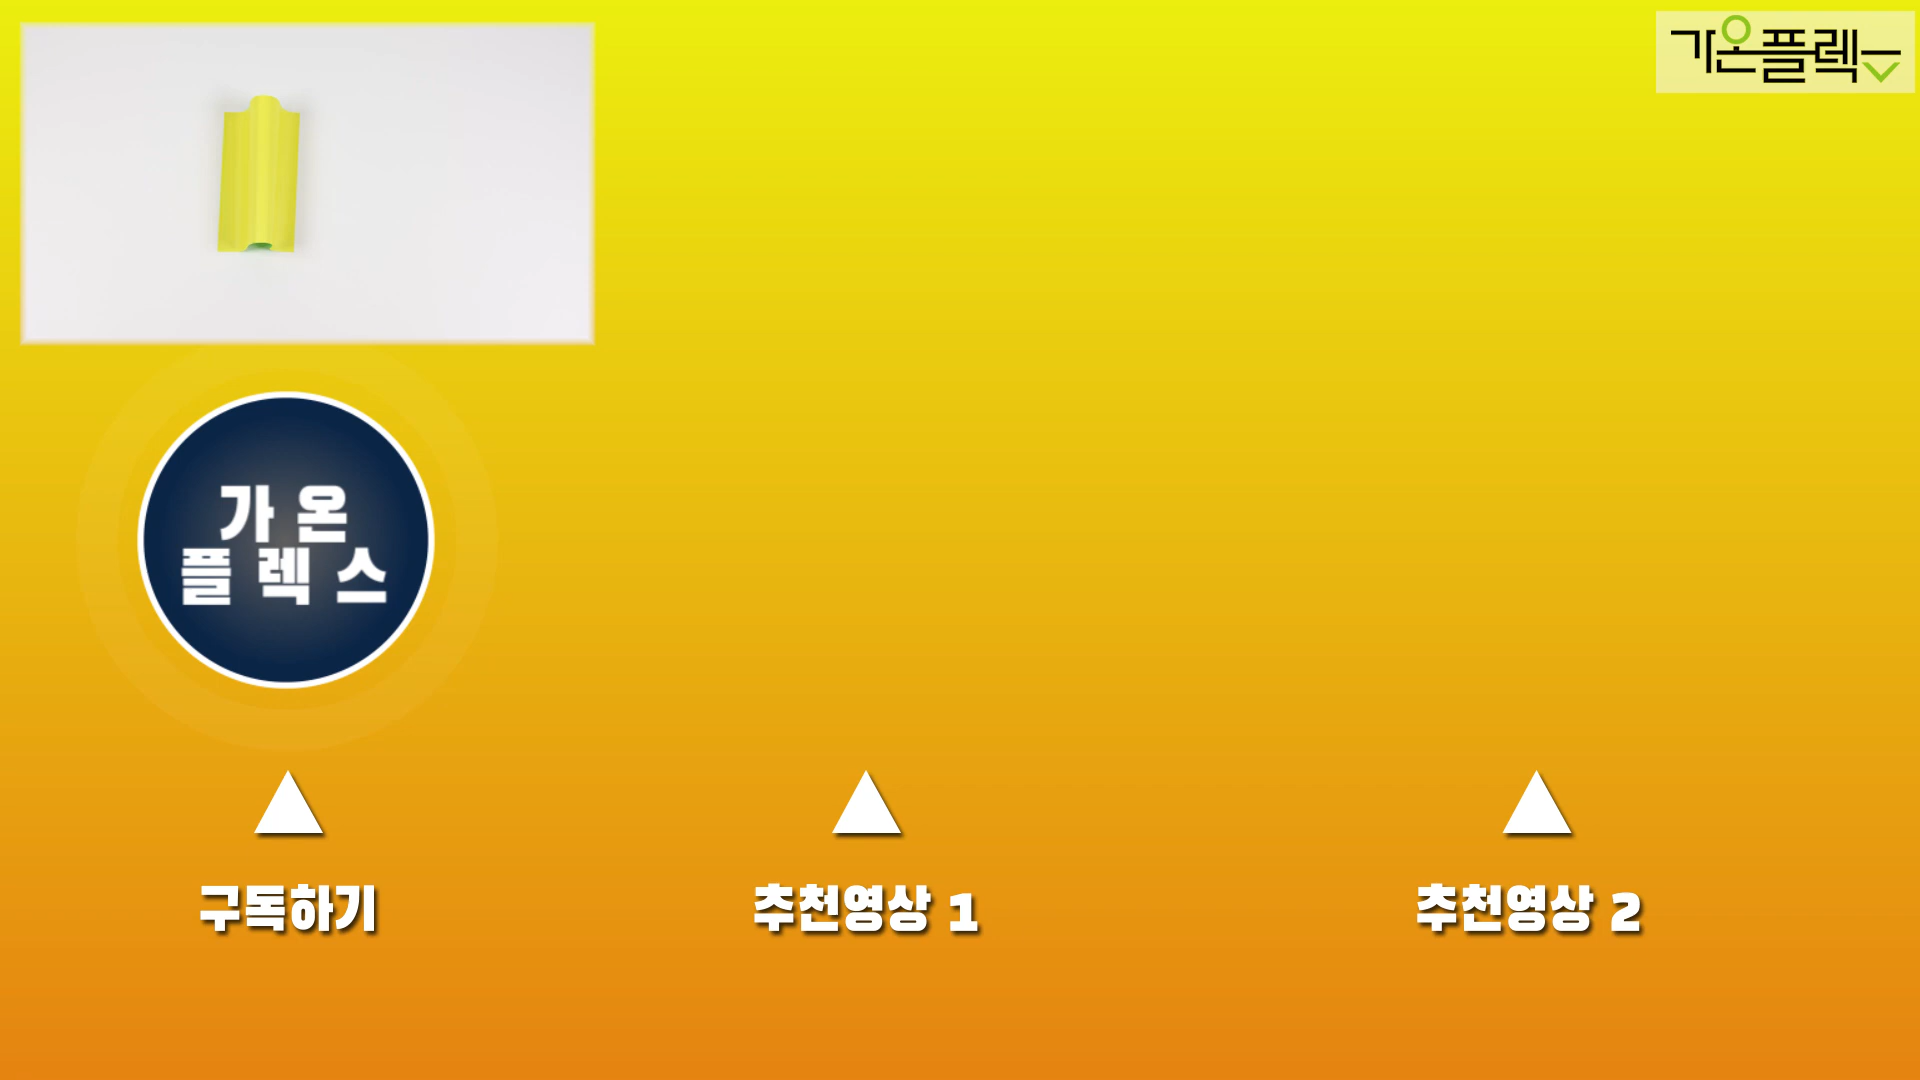 가온플렉스
가 온
플 렉 스
구독하기
추천영상 1
추천영상 2